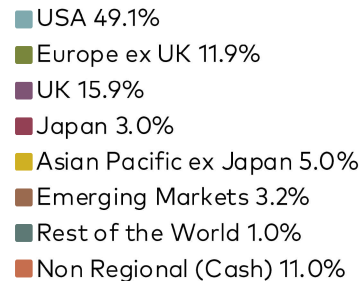 USA 49.1%
Europe ex UK 11.9%
UK 15.9%
Japan 3.0%
Asian Pacific ex Japan 5.0%
Emerging Markets 3.2%
Rest of the World 1.0%
Non Regional (Cash) 11.0%